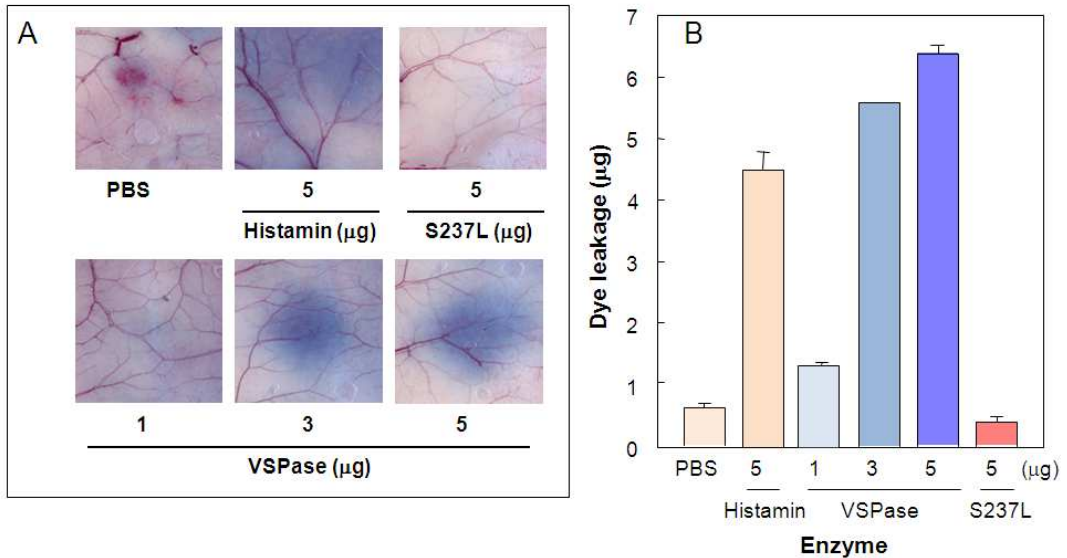 A
PBS
5
5
Histamin (μg)
S237L (μg)
1
3
5
VSPase (μg)
B
Dye leakage (μg)
7
6
5
4
3
2
1
0
PBS 5 1 3 5 5 (μg)
Histamin VSPase S237L
Enzyme